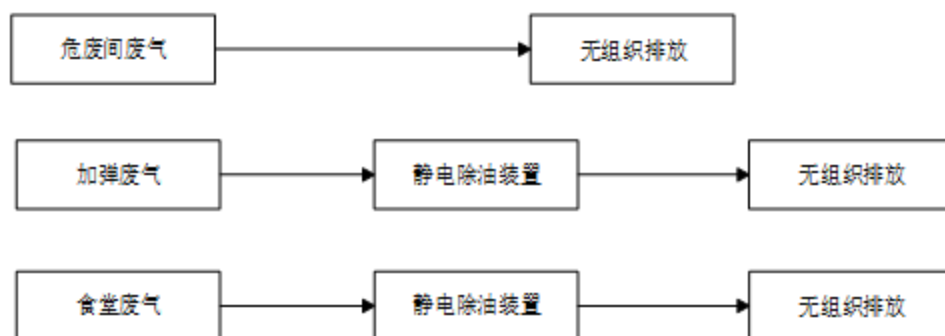 危废间废气 无组织排放
加弹废气 静电除油装置 无组织排放
食堂废气 静电除油装置 无组织排放